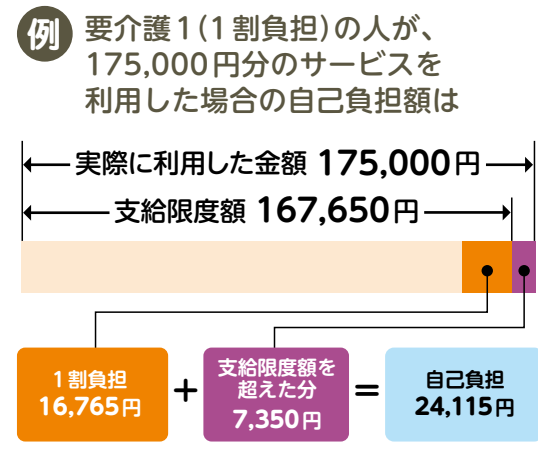 例 要介護1(1割負担)の人が、
175,000円分のサービスを
利用した場合の自己負担額は
実際に利用した金額 175,000円
支給限度額 167,650円
1割負担
16,765円
+
支給限度額を
超えた分
7,350円
=
自己負担
24,115円